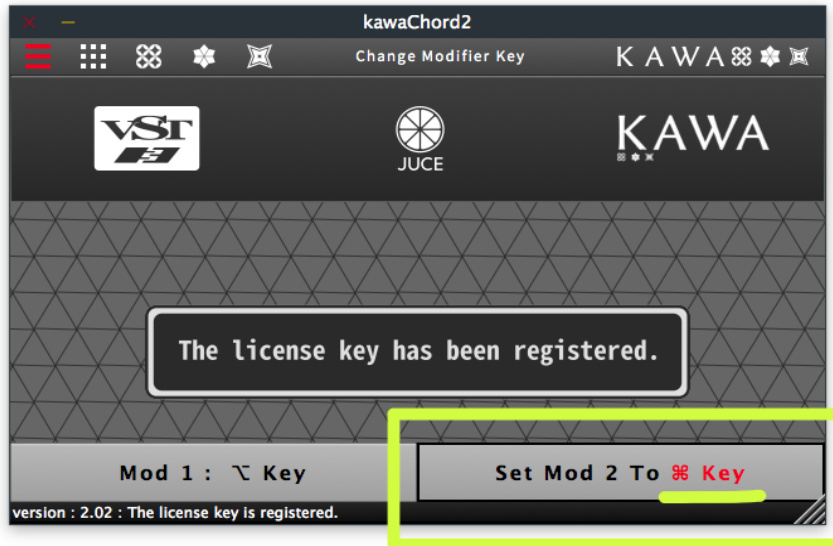 kawaChord2
Change Modifier Key
KAWA
VST
3
JUCE
KAWA
The license key has been registered.
Mod 1 : ⌥ Key
Set Mod 2 To ⌘ Key
version : 2.02 : The license key is registered.